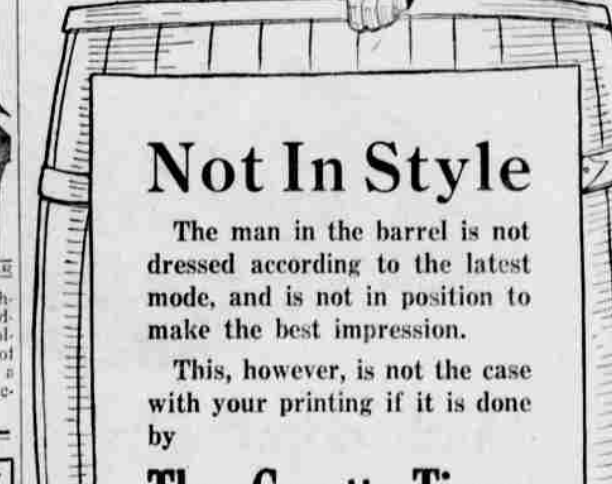 Not In Style
The man in the barrel is not
dressed according to the latest
mode, and is not in position to
make the best impression.
This, however, is not the case
with your printing if it is done
by